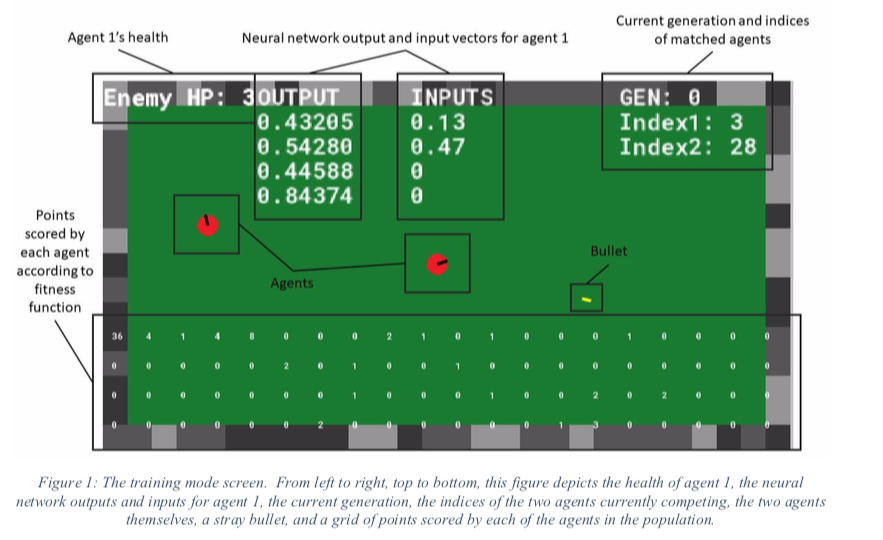 Current generation and indices
of matched agents
Agent 1's health
Neural network output and input vectors for agent 1
Enemy HP: 3 OUTPUT INPUTS GEN: 0
0.43205 0.13 Index1: 3
0.54280 0.47 Index2: 28
0.44588 0
0.84374 0
Points
scored by
each agent
according to
fitness
function
Agents
Bullet
36 4 1 4 8 0 0 0 2 1 0 1 0 0 0 1 0 0 0 0
0 0 0 0 0 2 0 1 0 0 1 0 0 0 0 0 0 0 0 0
0 0 0 0 0 0 0 1 0 0 0 1 0 0 2 0 2 0 0 0
0 0 0 0 0 0 2 0 0 0 0 0 0 1 3 0 0 0 0 0
Figure 1: The training mode screen. From left to right, top to bottom, this figure depicts the health of agent 1, the neural
network outputs and inputs for agent 1, the current generation, the indices of the two agents currently competing, the two agents
themselves, a stray bullet, and a grid of points scored by each of the agents in the population.